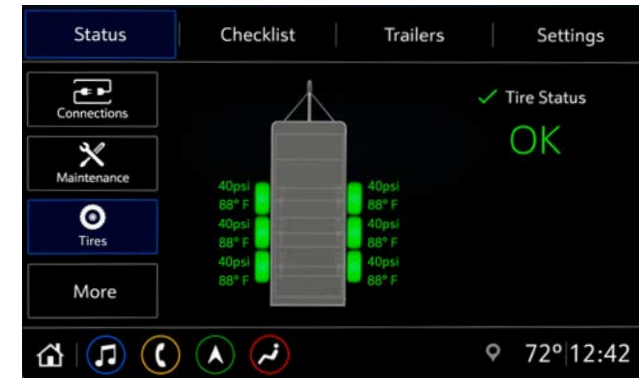 Status
Checklist
Trailers
Settings
Connections
Maintenance
Tires
More
Tire Status
OK
40psi
88° F
40psi
88° F
40psi
88° F
40psi
88° F
40psi
88° F
40psi
88° F
72° 12:42